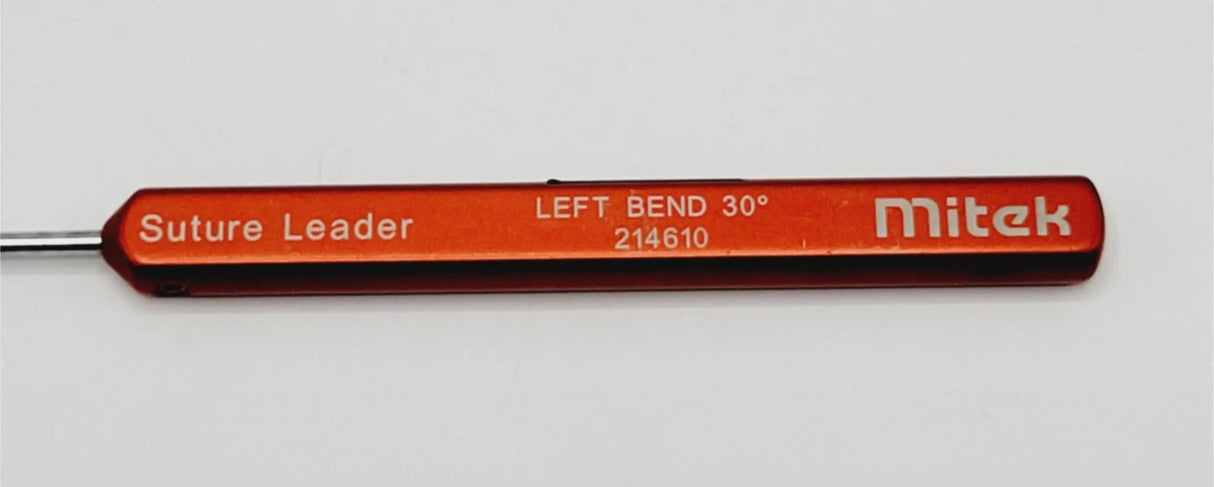 Suture Leader
LEFT BEND 30°
214610
mitek